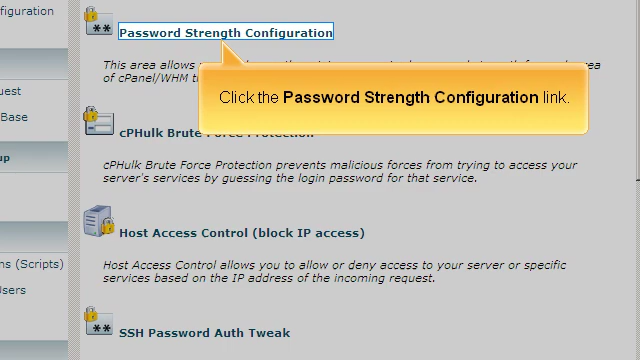 figuration
Password Strength Configuration
This area allows
area
of cPanel/WHM
Click the Password Strength Configuration link.
uest
Base
cPHulk Brute Force Protection
up
cPHulk Brute Force Protection prevents malicious forces from trying to access your
server's services by guessing the login password for that service.
Host Access Control (block IP access)
ns (Scripts)
Host Access Control allows you to allow or deny access to your server or specific
sers
services based on the IP address of the incoming request.
SSH Password Auth Tweak